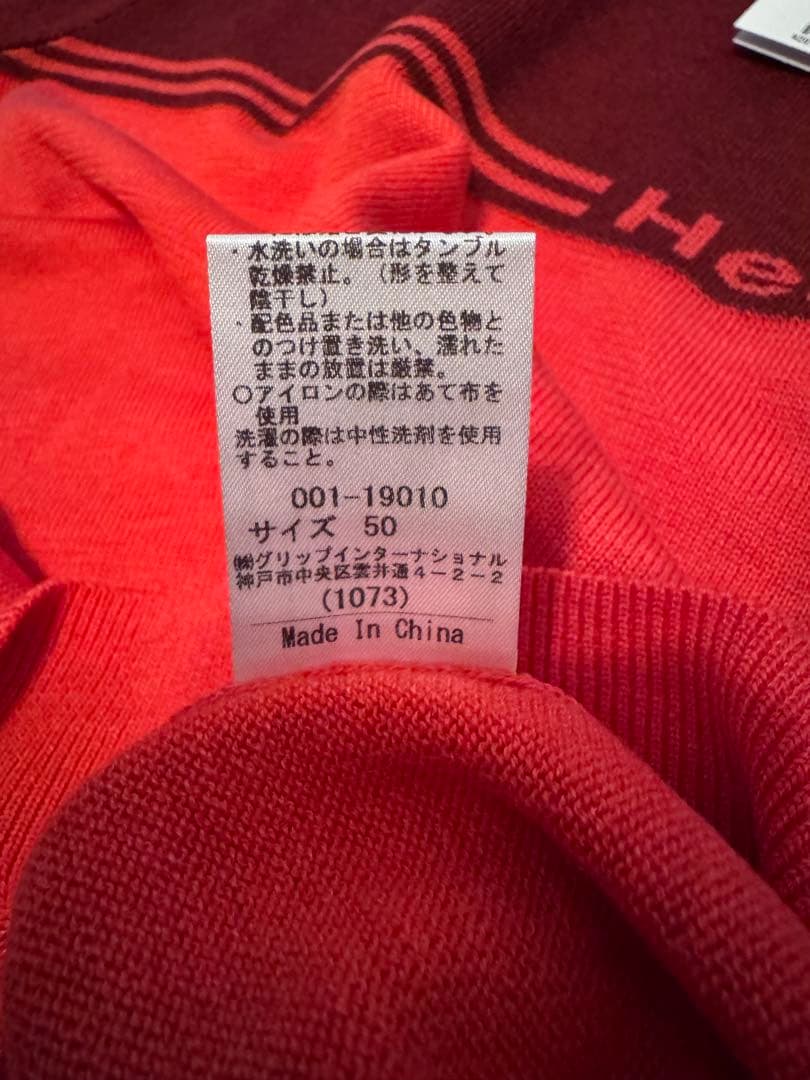 ・水洗いの場合はタンブル
乾燥禁止。（形を整えて
陰干し）
・配色品または他の色物と
のつけ置き洗い、濡れた
ままの放置は厳禁。
○アイロンの際はあて布を
使用
洗濯の際は中性洗剤を使用
すること。
001-19010
サイズ 50
㈱グリップインターナショナル
神戸市中央区雲井通4-2-2
(1073)
Made In China
He